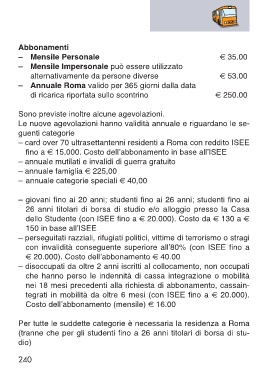 Abbonamenti
– Mensile Personale € 35.00
– Mensile Impersonale può essere utilizzato
alternativamente da persone diverse € 53.00
– Annuale Roma valido per 365 giorni dalla data
di ricarica riportata sullo scontrino € 250.00
Sono previste inoltre alcune agevolazioni.
Le nuove agevolazioni hanno validità annuale e riguardano le se-
guenti categorie
– card over 70 ultrasettantenni residenti a Roma con reddito ISEE
fino a € 15.000. Costo dell'abbonamento in base all'ISEE
– annuale mutilati e invalidi di guerra gratuito
– annuale famiglia € 225,00
– annuale categorie speciali € 40,00
– giovani fino ai 20 anni; studenti fino ai 26 anni; studenti fino ai
26 anni titolari di borsa di studio e/o alloggio presso la Casa
dello Studente (con ISEE fino a € 20.000). Costo da € 130 a €
150 in base all'ISEE
– perseguitati razziali, rifugiati politici, vittime di terrorismo o stragi
con invalidità conseguente superiore all'80% (con ISEE fino a
€ 20.000). Costo dell'abbonamento € 40.00
– disoccupati da oltre 2 anni iscritti al collocamento, non occupati
che hanno perso le indennità di cassa integrazione o mobilità
nei 18 mesi precedenti alla richiesta di abbonamento, cassain-
tegrati in mobilità da oltre 6 mesi (con ISEE fino a € 20.000).
Costo dell'abbonamento (mensile) € 16.00
Per tutte le suddette categorie è necessaria la residenza a Roma
(tranne che per gli studenti fino a 26 anni titolari di borsa di stu-
dio)
240